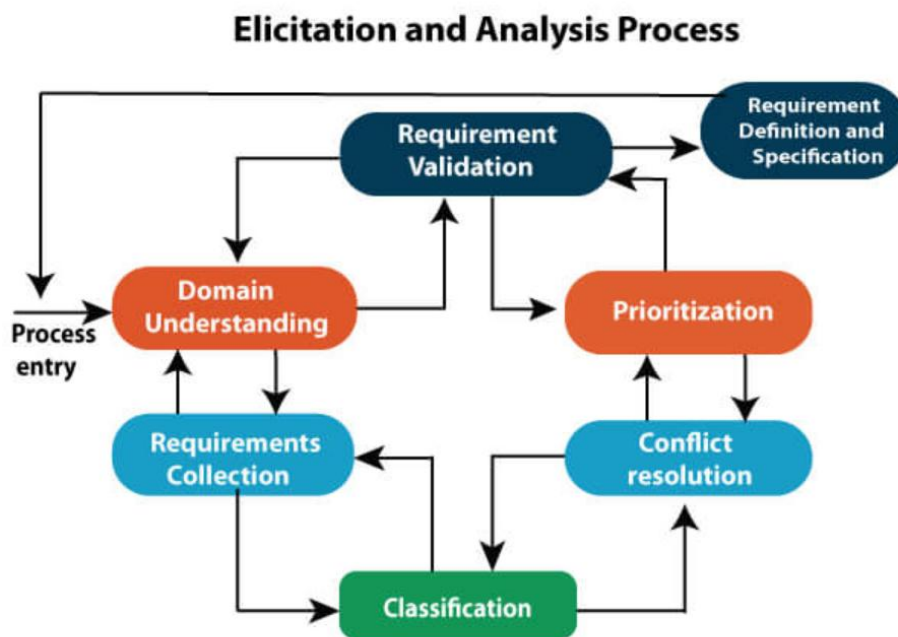 Elicitation and Analysis Process
Requirement
Definition and
Specification
Requirement
Validation
Domain
Understanding
Prioritization
Process
entry
Requirements
Collection
Conflict
resolution
Classification